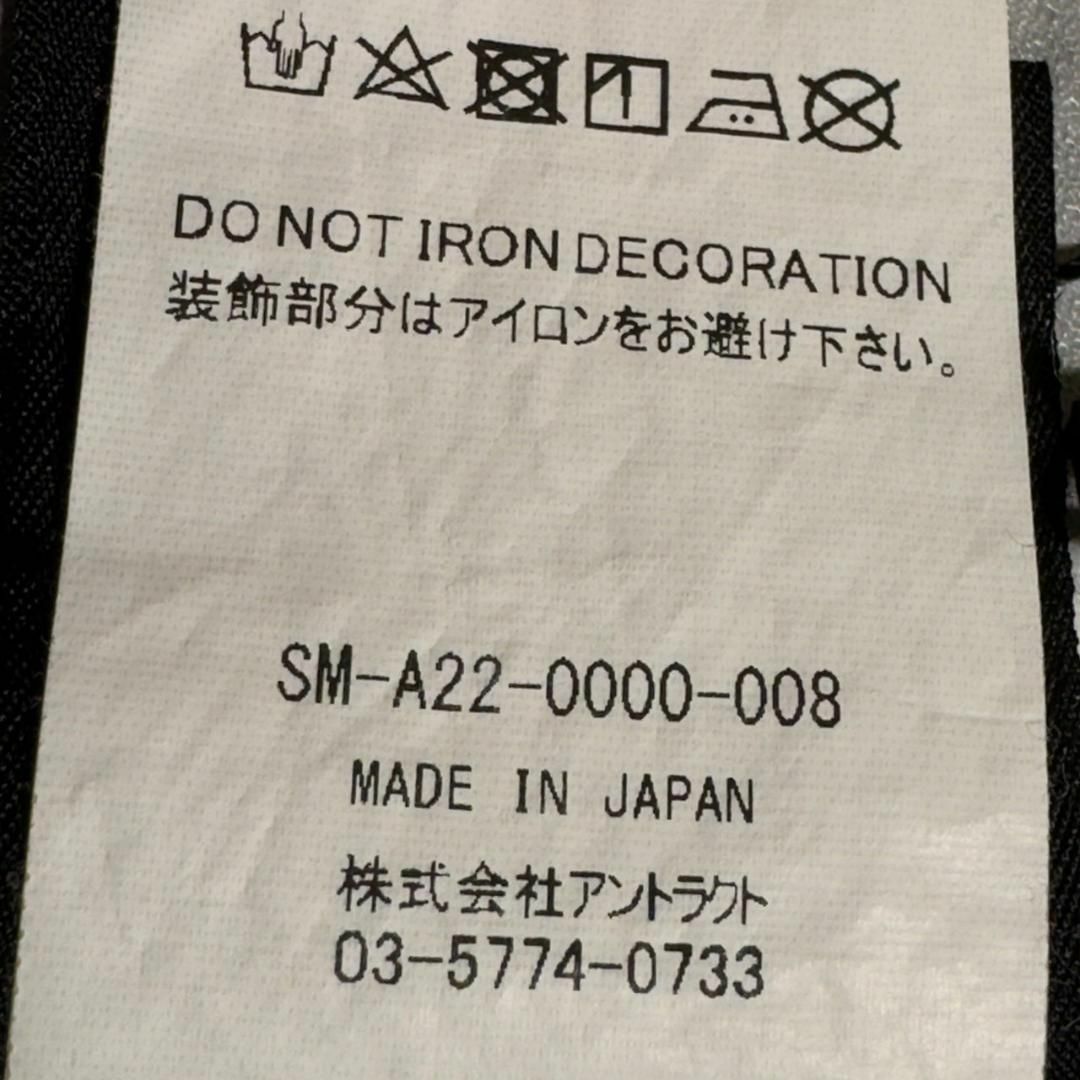 DO NOT IRON DECORATION
装飾部分はアイロンをお避け下さい。
SM-A22-0000-008
MADE IN JAPAN
株式会社アントラクト
03-5774-0733